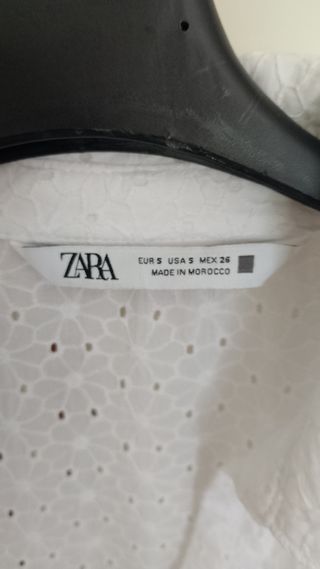 ZARA
EUR S USA S MEX 26
MADE IN MOROCCO